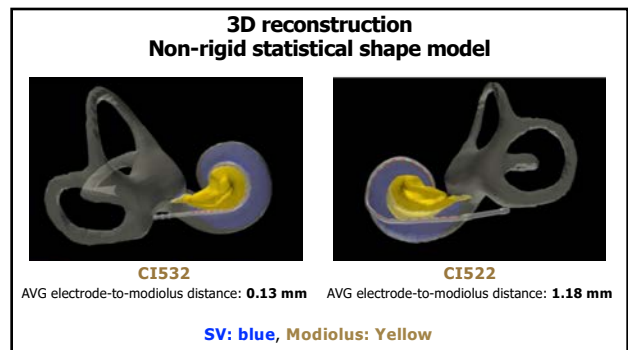 3D reconstruction
Non-rigid statistical shape model
CI532
AVG electrode-to-modiolus distance: 0.13 mm
CI522
AVG electrode-to-modiolus distance: 1.18 mm
SV: blue, Modiolus: Yellow